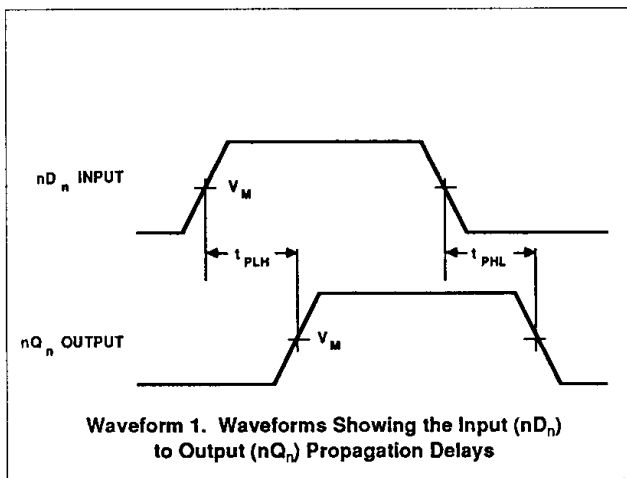 nDn INPUT
VM
tPLH
tPHL
nQn OUTPUT
VM
Waveform 1. Waveforms Showing the Input (nDn)
to Output (nQn) Propagation Delays